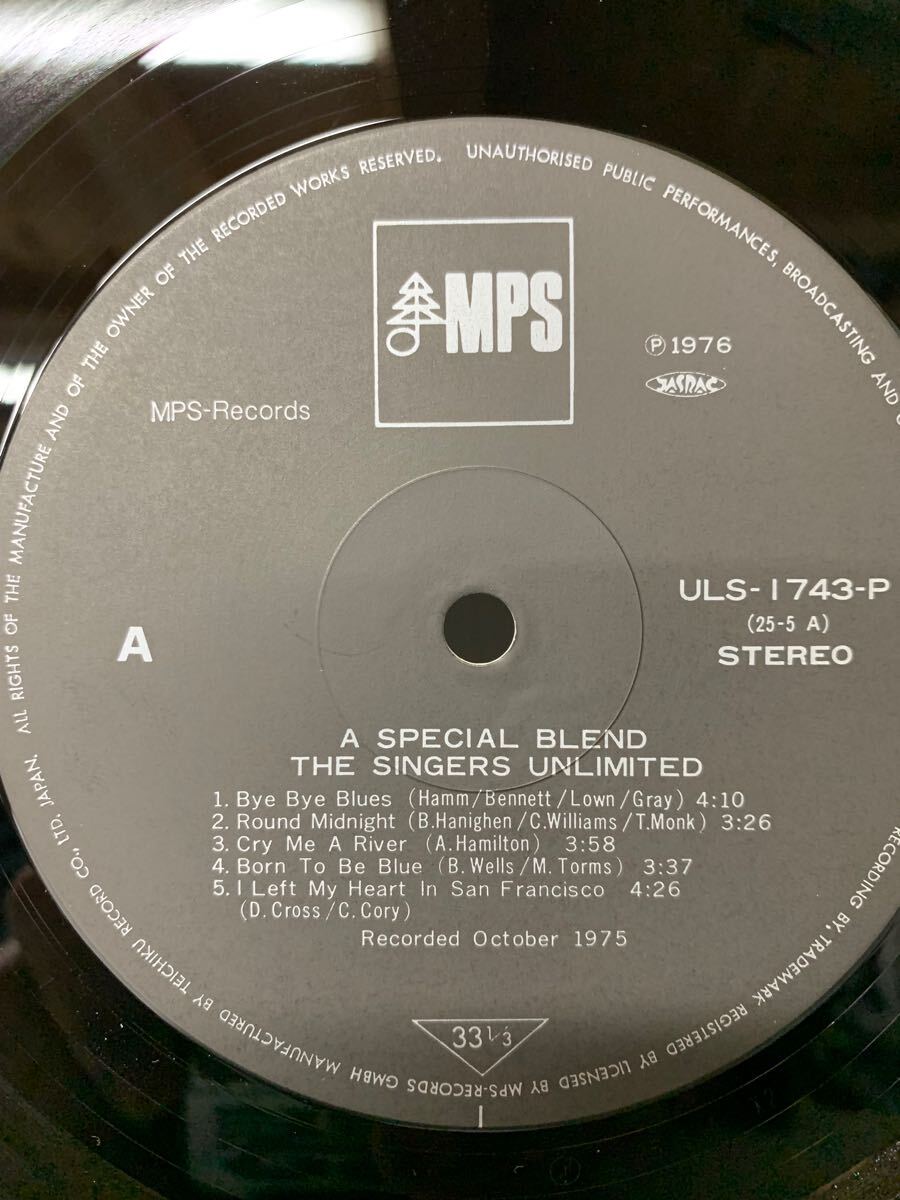 ALL RIGHTS OF THE MANUFACTURE AND OF THE OWNER OF THE RECORDED WORKS RESERVED. UNAUTHORISED PUBLIC PERFORMANCES, BROADCASTING AND
RECORDING BY, TRADEMARK REGISTERED BY LICENSED BY MPS-RECORDS GMBH MANUFACTURED BY TEICHIKU RECORD CO., LTD. JAPAN.
MPS
℗ 1976
JASRAC
MPS-Records
ULS-1743-P
(25-5 A)
STEREO
A
A SPECIAL BLEND
THE SINGERS UNLIMITED
1. Bye Bye Blues (Hamm/Bennett/Lown/Gray) 4:10
2. Round Midnight (B.Hanighen/C.Williams/T.Monk) 3:26
3. Cry Me A River (A.Hamilton) 3:58
4. Born To Be Blue (B. Wells/M. Torms) 3:37
5. I Left My Heart In San Francisco 4:26
(D. Cross/C. Cory)
Recorded October 1975
33 1/3